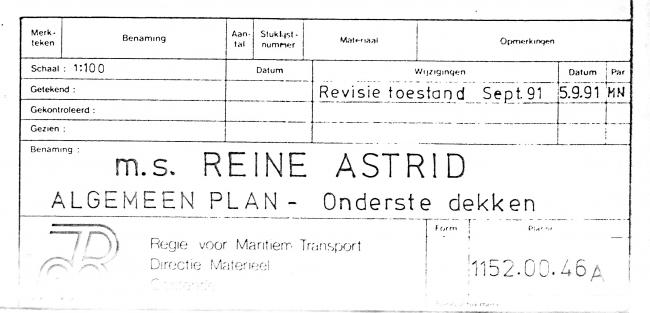 Merk-teken Benaming Aan-tal Stuklijst-nummer Materiaal Opmerkingen
Schaal : 1:100 Datum Wijzigingen Datum Par
Getekend : Revisie toestand Sept.91 5.9.91 MN
Gekontroleerd :
Gezien :
Benaming :
m.s. REINE ASTRID
ALGEMEEN PLAN - Onderste dekken
Form Plannr
Regie voor Maritiem Transport
Directie Materieel
Oostende
1152.00.46A